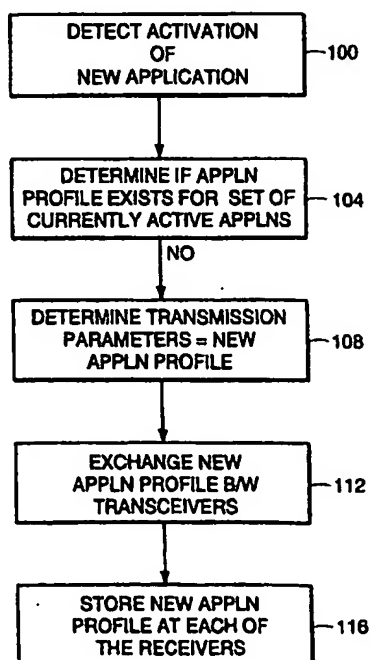 DETECT ACTIVATION
OF
NEW APPLICATION
100
DETERMINE IF APPLN
PROFILE EXISTS FOR SET OF
CURRENTLY ACTIVE APPLNS
104
NO
DETERMINE TRANSMISSION
PARAMETERS = NEW
APPLN PROFILE
108
EXCHANGE NEW
APPLN PROFILE B/W
TRANSCEIVERS
112
STORE NEW APPLN
PROFILE AT EACH OF
THE RECEIVERS
116